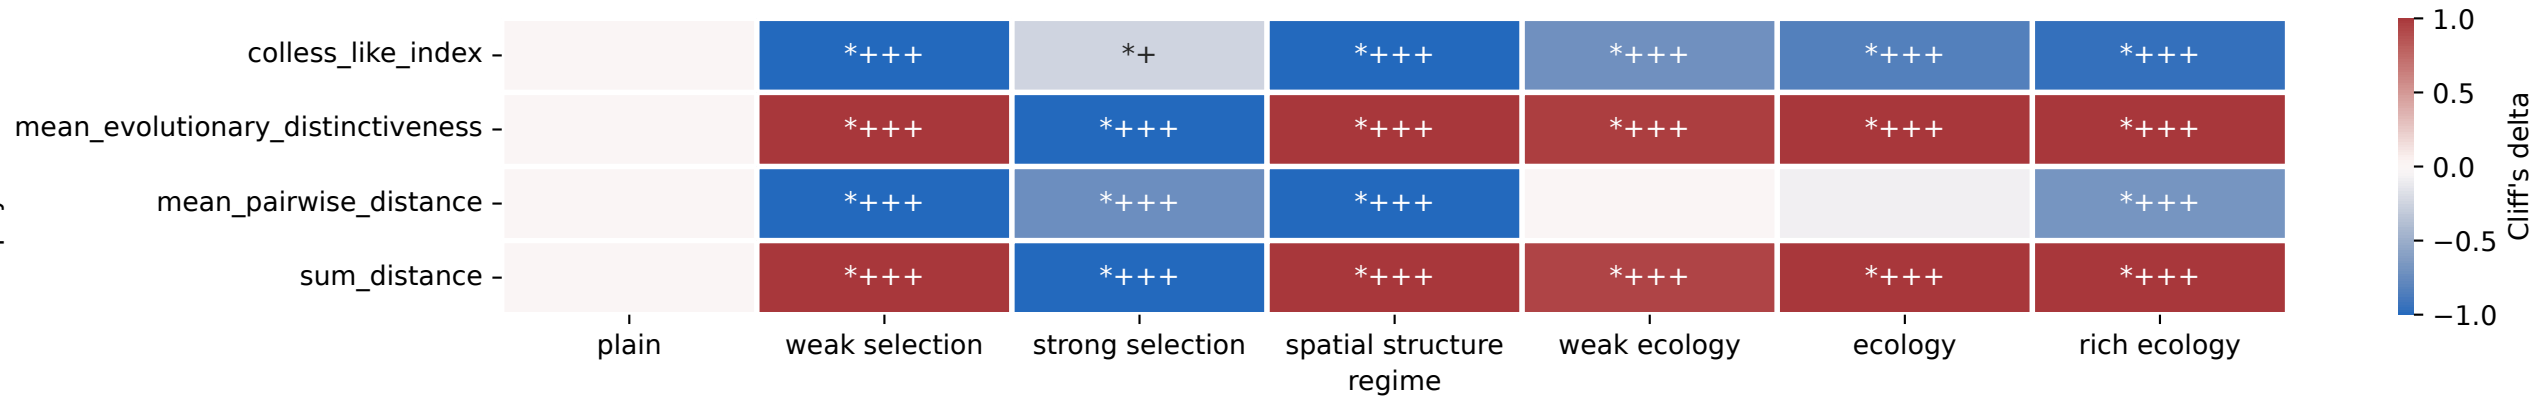 colless_like_index *+++ *+ *+++ *+++ *+++ *+++
mean_evolutionary_distinctiveness *+++ *+++ *+++ *+++ *+++ *+++
mean_pairwise_distance *+++ *+++ *+++ *+++
sum_distance *+++ *+++ *+++ *+++ *+++ *+++
plain weak selection strong selection spatial structure weak ecology ecology rich ecology
regime
1.0
0.5
0.0
−0.5
−1.0
Cliff's delta